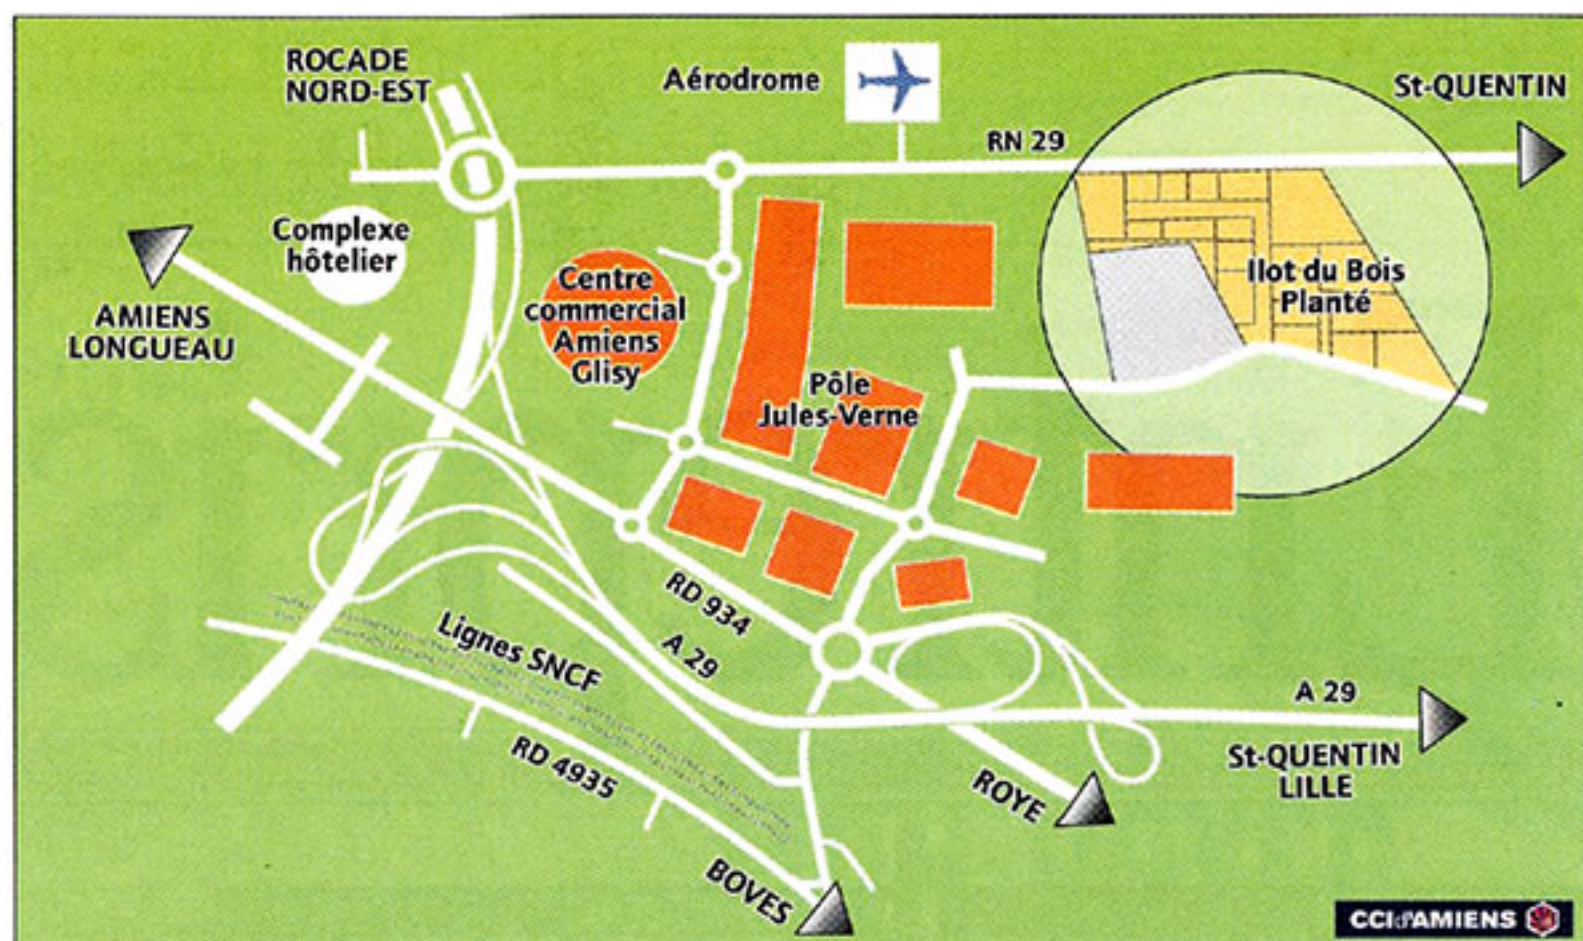 ROCADE
NORD-EST
Aérodrome
St-QUENTIN
RN 29
Complexe
hôtelier
Centre
commercial
Amiens
Glisy
Ilot du Bois
Planté
AMIENS
LONGUEAU
Pôle
Jules-Verne
RD 934
Lignes SNCF
A 29
A 29
RD 4935
St-QUENTIN
LILLE
ROYE
BOVES
CCI d'AMIENS